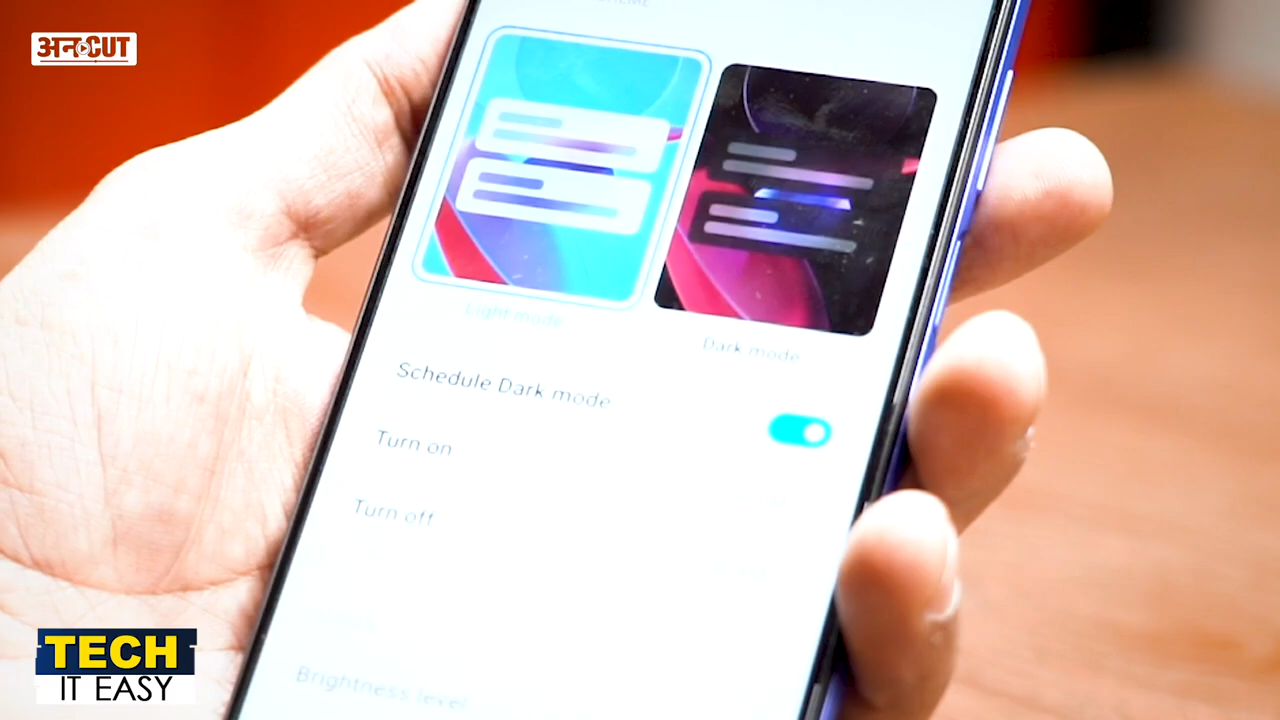 अनCUT
Light mode
Dark mode
Schedule Dark mode
Turn on
Turn off
Brightness level
TECH
IT EASY